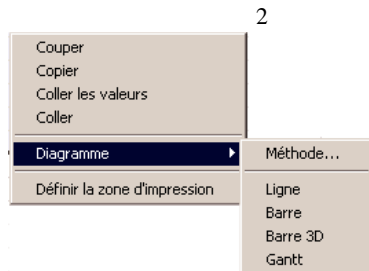 2
Couper
Copier
Coller les valeurs
Coller
Diagramme
Définir la zone d'impression
Méthode...
Ligne
Barre
Barre 3D
Gantt